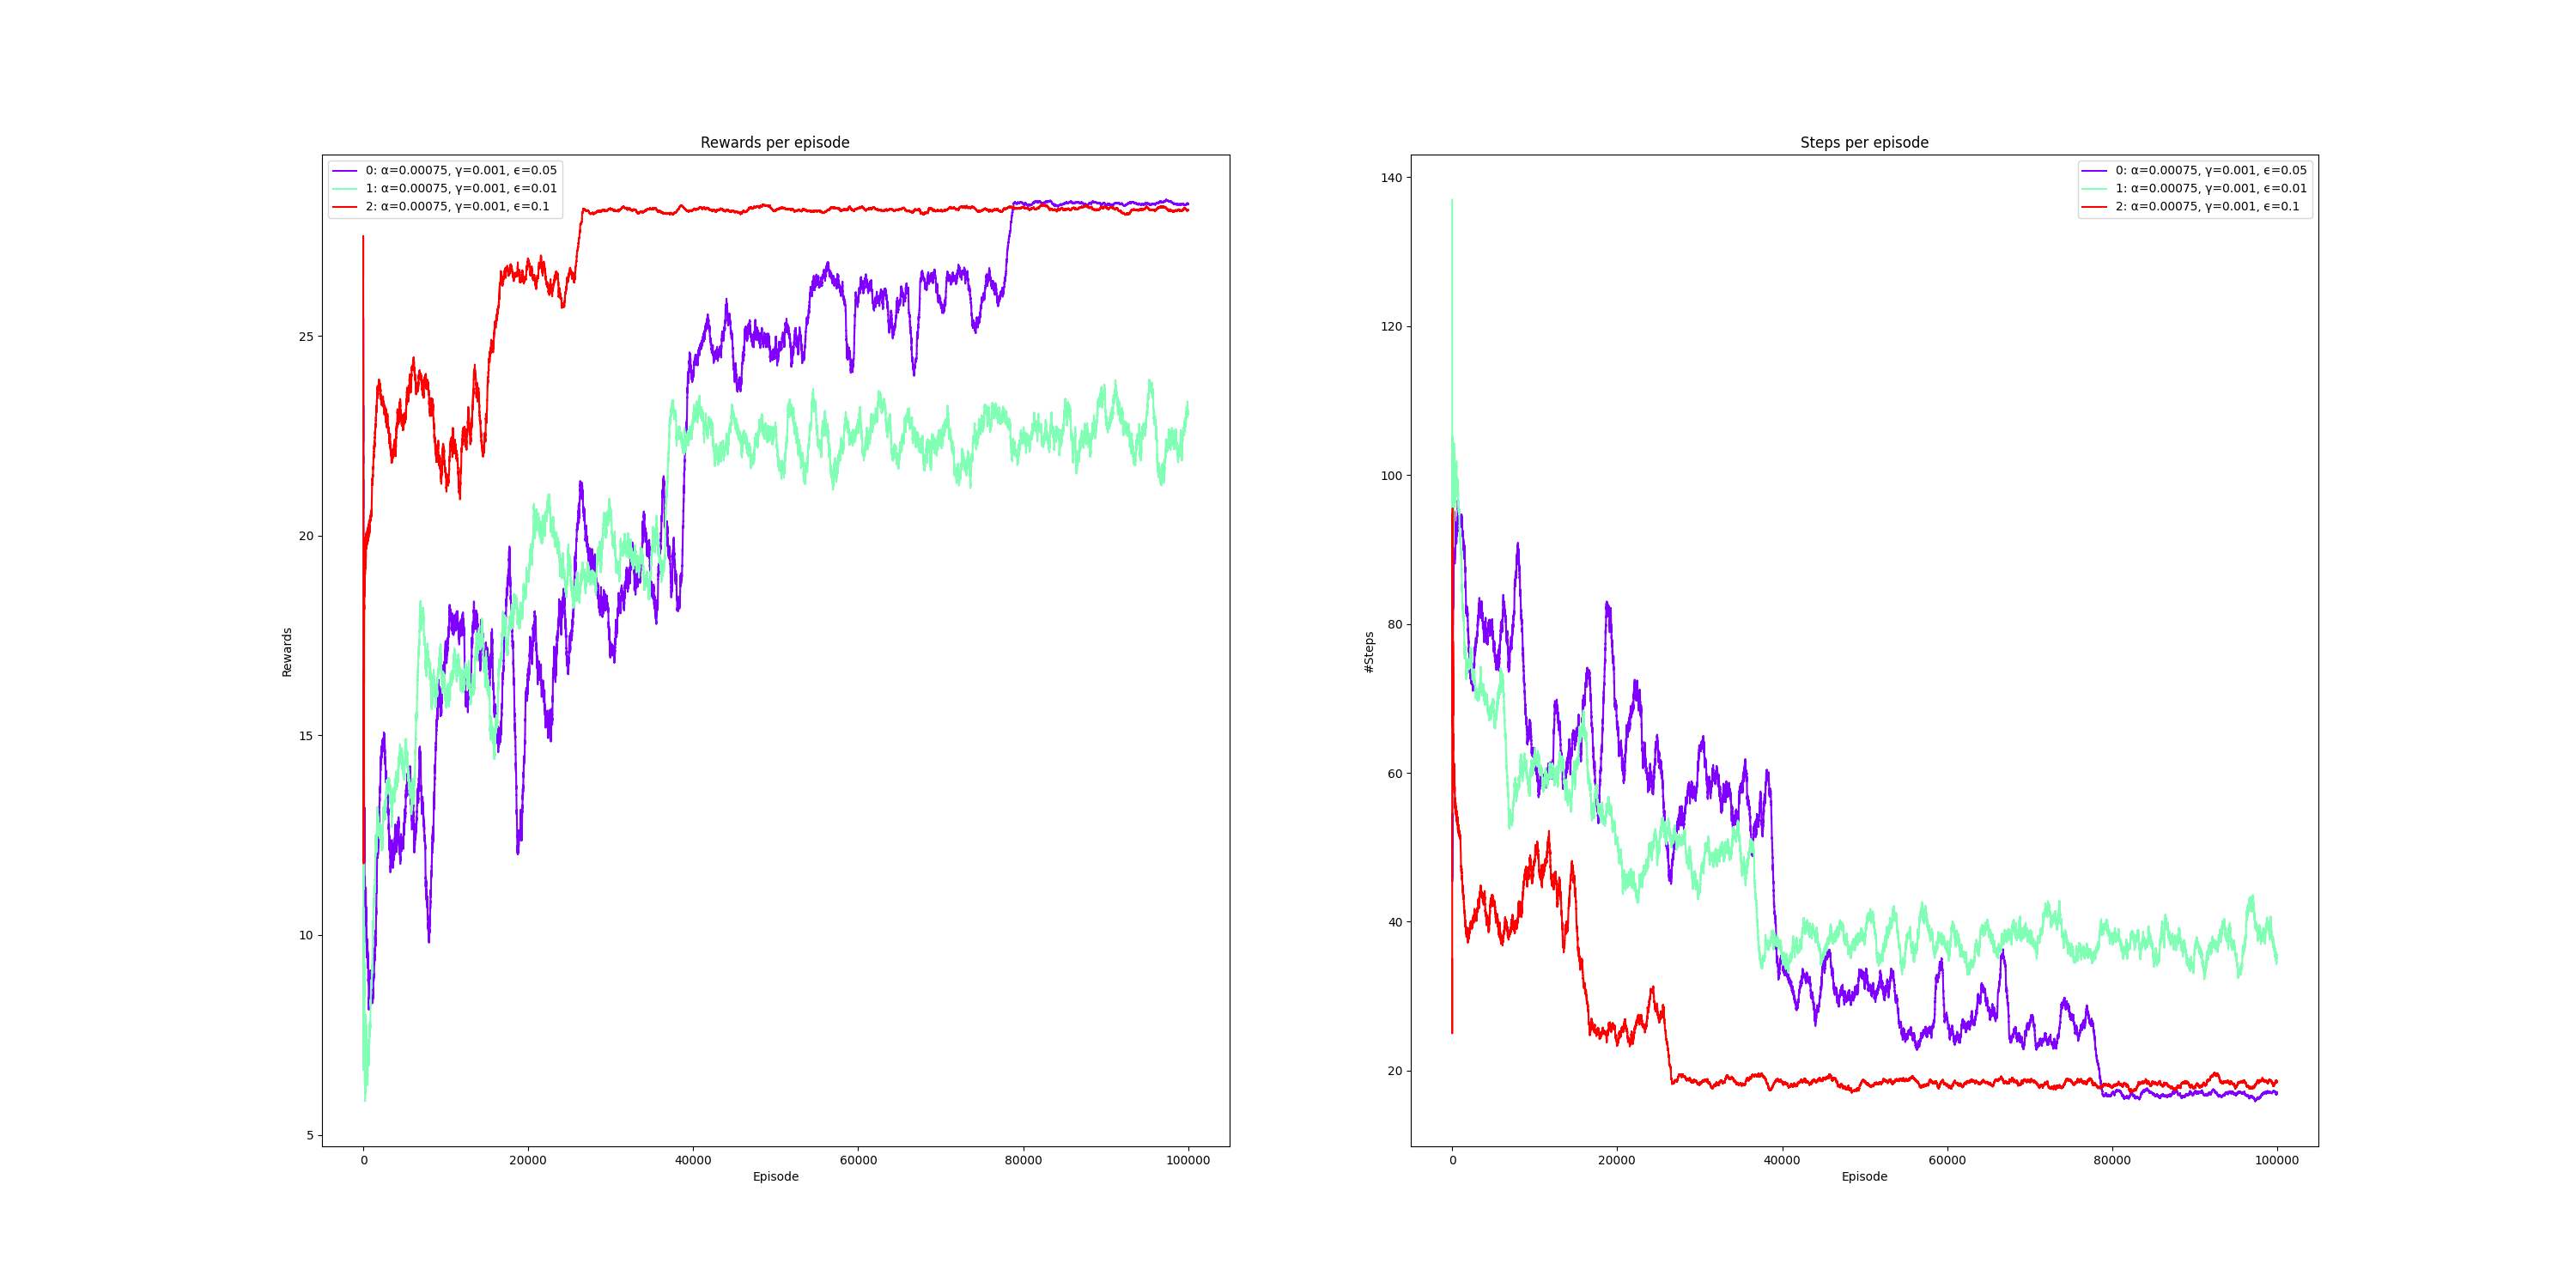 Rewards per episode
0: α=0.00075, γ=0.001, ϵ=0.05
1: α=0.00075, γ=0.001, ϵ=0.01
2: α=0.00075, γ=0.001, ϵ=0.1
25
20
15
10
5
Rewards
0 20000 40000 60000 80000 100000
Episode
Steps per episode
0: α=0.00075, γ=0.001, ϵ=0.05
1: α=0.00075, γ=0.001, ϵ=0.01
2: α=0.00075, γ=0.001, ϵ=0.1
140
120
100
80
60
40
20
#Steps
0 20000 40000 60000 80000 100000
Episode